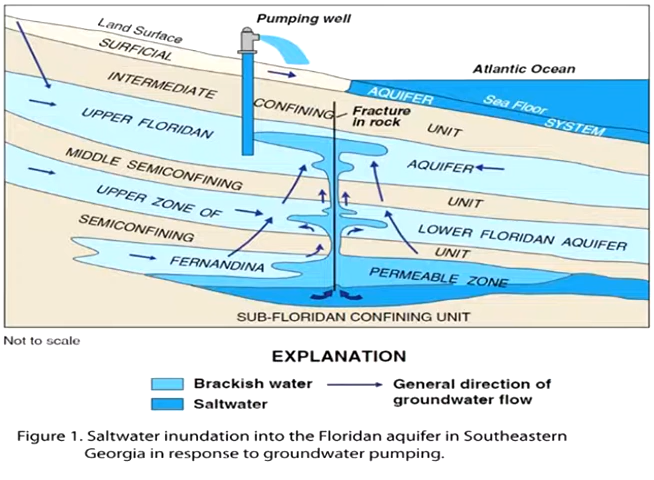 Pumping well
Land Surface
SURFICIAL
Atlantic Ocean
AQUIFER
Sea Floor
SYSTEM
INTERMEDIATE
CONFINING
Fracture
in rock
UNIT
UPPER FLORIDAN
AQUIFER
MIDDLE SEMICONFINING
UNIT
UPPER ZONE OF
LOWER FLORIDAN AQUIFER
SEMICONFINING
UNIT
FERNANDINA
PERMEABLE ZONE
SUB-FLORIDAN CONFINING UNIT
Not to scale
EXPLANATION
Brackish water
General direction of
groundwater flow
Saltwater
Figure 1. Saltwater inundation into the Floridan aquifer in Southeastern
Georgia in response to groundwater pumping.